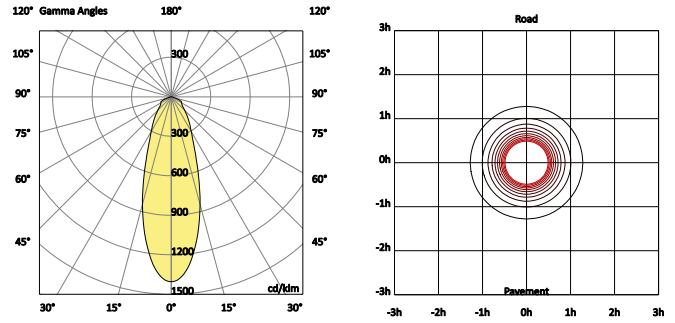 120° Gamma Angles 180° 120°
105° 300 105°
90° 90°
75° 300 75°
60° 600 60°
900
45° 1200 45°
cd/klm
1500
30° 15° 0° 15° 30°
Road
3h
2h
1h
0h
-1h
-2h
-3h Pavement
-3h -2h -1h 0h 1h 2h 3h